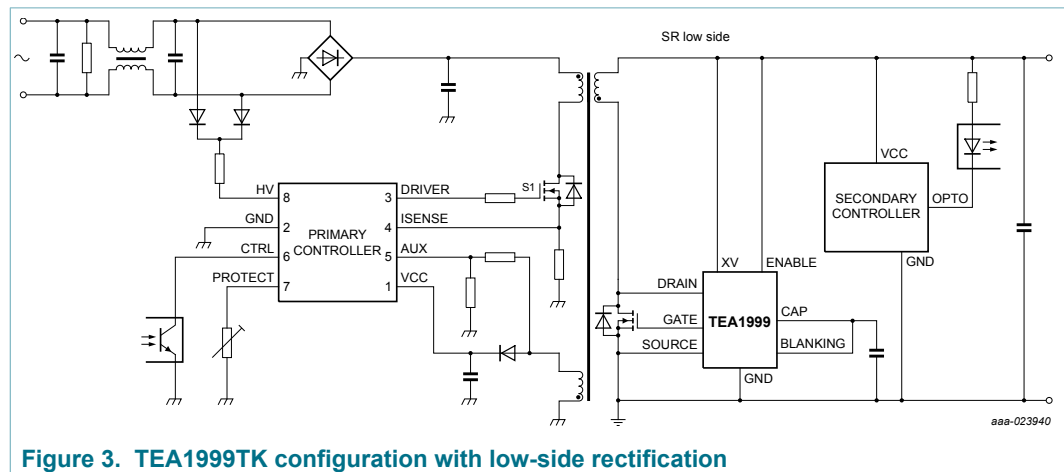 SR low side
S1
HV
8
GND
2
CTRL
6
PROTECT
7
PRIMARY
CONTROLLER
3
DRIVER
4
ISENSE
5
AUX
1
VCC
XV
ENABLE
DRAIN
GATE
SOURCE
TEA1999
CAP
BLANKING
GND
VCC
SECONDARY
CONTROLLER
OPTO
GND
aaa-023940
Figure 3. TEA1999TK configuration with low-side rectification